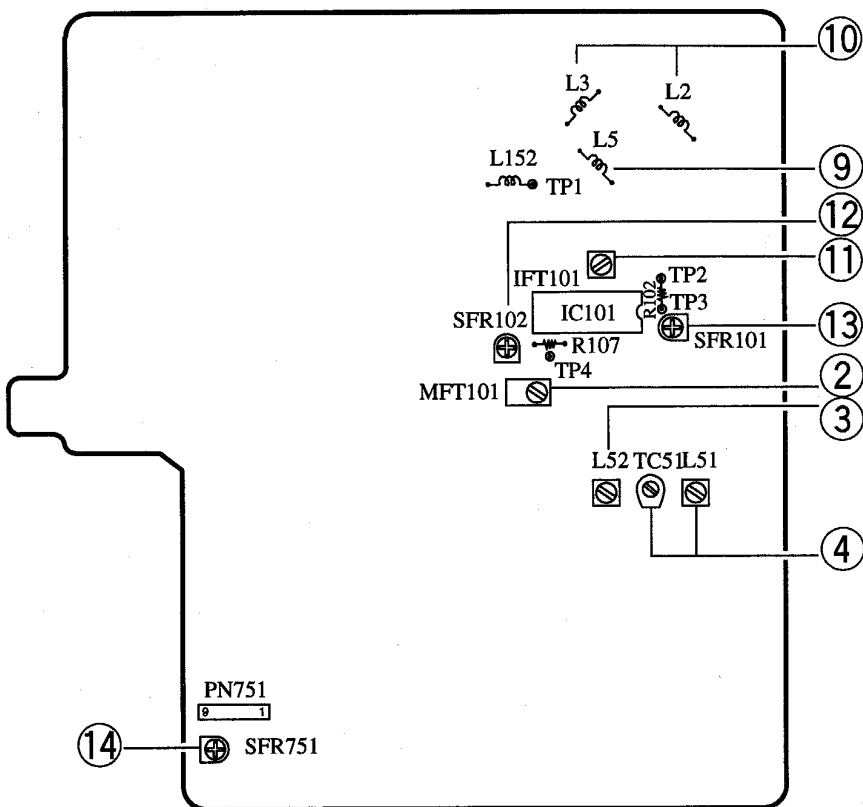 ⑩
L3
L2
L5
⑨
L152
TP1
⑫
⑪
IFT101
TP2
R102
TP3
IC101
SFR102
⑬
SFR101
R107
TP4
②
MFT101
③
L52 TC51 L51
④
PN751
9 1
⑭
SFR751